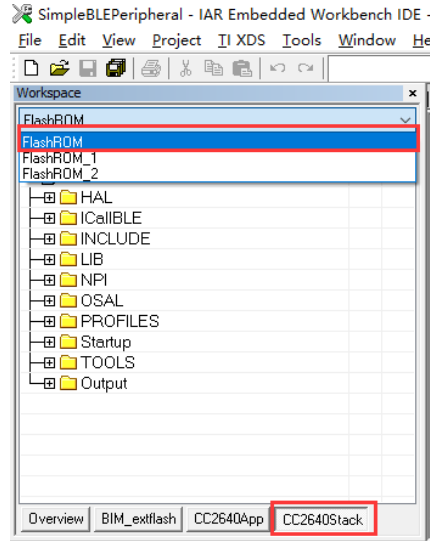 SimpleBLEPeripheral - IAR Embedded Workbench IDE -
File Edit View Project TI XDS Tools Window He
Workspace ×
FlashROM
FlashROM
FlashROM_1
FlashROM_2
HAL
ICallBLE
INCLUDE
LIB
NPI
OSAL
PROFILES
Startup
TOOLS
Output
Overview BIM_extflash CC2640App CC2640Stack